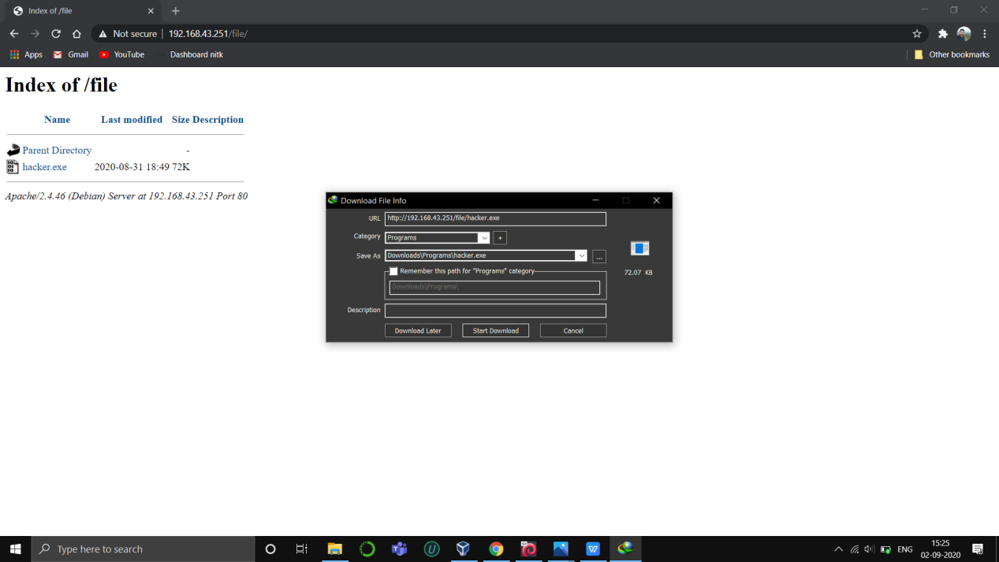 Index of /file
Not secure | 192.168.43.251/file/
Apps Gmail YouTube Dashboard nitk Other bookmarks
Index of /file
Name Last modified Size Description
Parent Directory -
hacker.exe 2020-08-31 18:49 72K
Apache/2.4.46 (Debian) Server at 192.168.43.251 Port 80
Download File Info
URL http://192.168.43.251/file/hacker.exe
Category Programs +
Save As Downloads\Programs\hacker.exe ...
72.07 KB
Remember this path for "Programs" category
Downloads\Programs\
Description
Download Later Start Download Cancel
Type here to search
ENG
15:25
02-09-2020